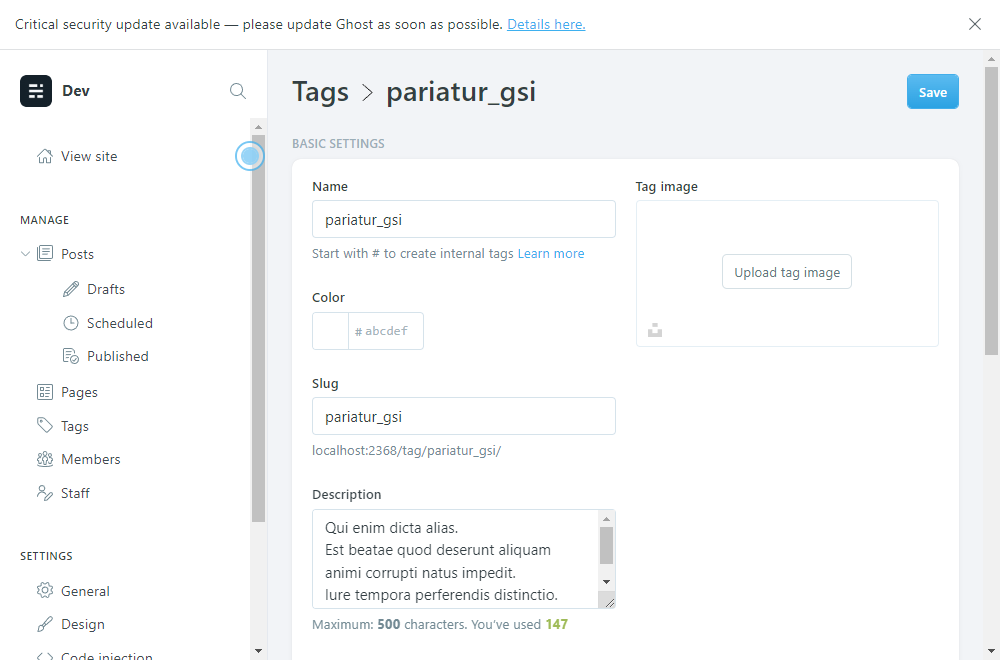 Critical security update available — please update Ghost as soon as possible. Details here.
Dev
View site
MANAGE
Posts
Drafts
Scheduled
Published
Pages
Tags
Members
Staff
SETTINGS
General
Design
Code injection
Tags > pariatur_gsi
Save
BASIC SETTINGS
Name
pariatur_gsi
Start with # to create internal tags Learn more
Color
# abcdef
Slug
pariatur_gsi
localhost:2368/tag/pariatur_gsi/
Description
Qui enim dicta alias.
Est beatae quod deserunt aliquam
animi corrupti natus impedit.
Iure tempora perferendis distinctio.
Maximum: 500 characters. You’ve used 147
Tag image
Upload tag image